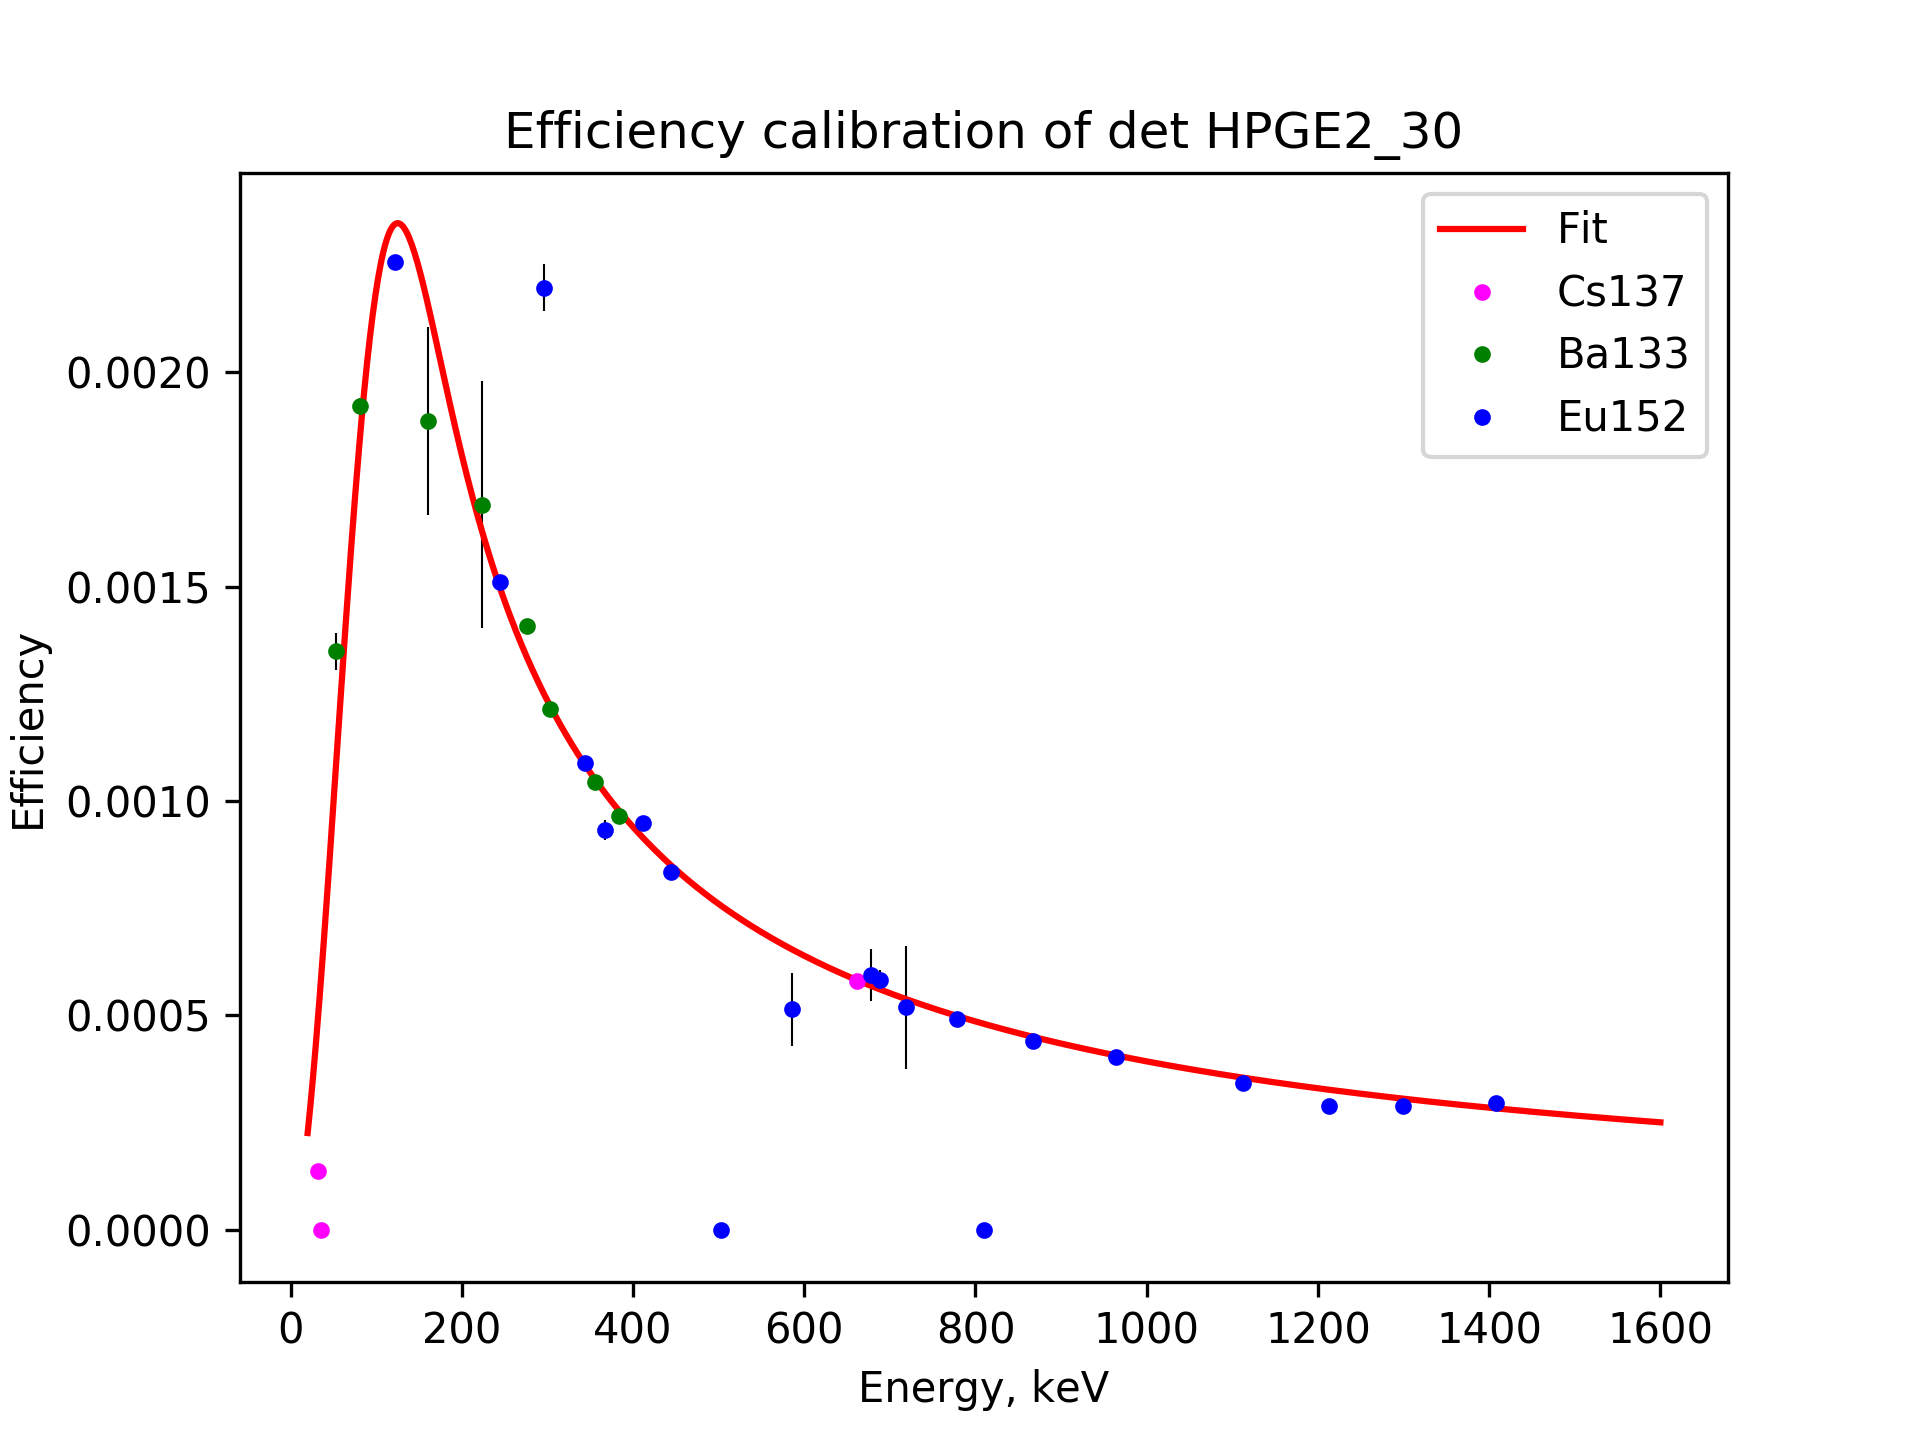 Efficiency calibration of det HPGE2_30
Fit
Cs137
Ba133
Eu152
Efficiency
0.0020
0.0015
0.0010
0.0005
0.0000
0 200 400 600 800 1000 1200 1400 1600
Energy, keV